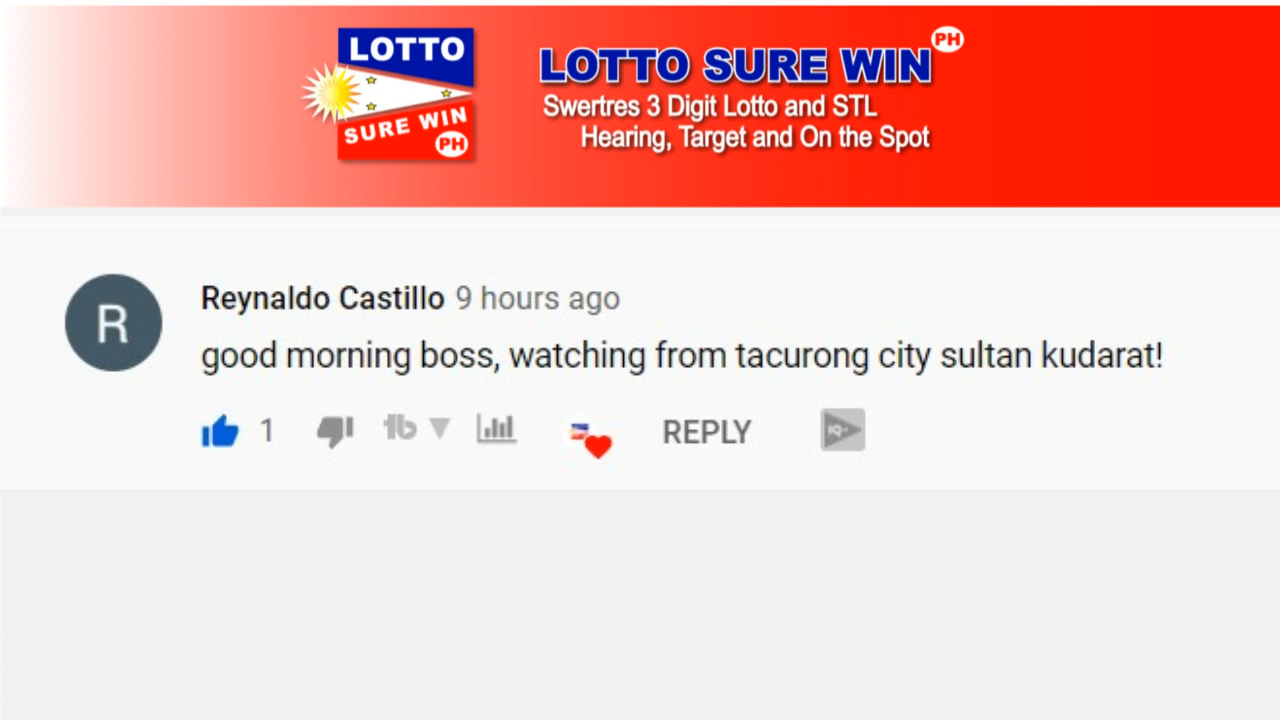 LOTTO
SURE WIN
PH
LOTTO SURE WIN PH
Swertres 3 Digit Lotto and STL
Hearing, Target and On the Spot
R
Reynaldo Castillo 9 hours ago
good morning boss, watching from tacurong city sultan kudarat!
1
REPLY
IQ